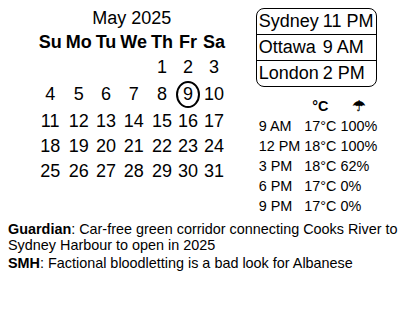 May 2025
Su Mo Tu We Th Fr Sa
1 2 3
4 5 6 7 8 9 10
11 12 13 14 15 16 17
18 19 20 21 22 23 24
25 26 27 28 29 30 31
Sydney 11 PM
Ottawa 9 AM
London 2 PM
°C ☂
9 AM 17°C 100%
12 PM 18°C 100%
3 PM 18°C 62%
6 PM 17°C 0%
9 PM 17°C 0%
Guardian: Car-free green corridor connecting Cooks River to
Sydney Harbour to open in 2025
SMH: Factional bloodletting is a bad look for Albanese